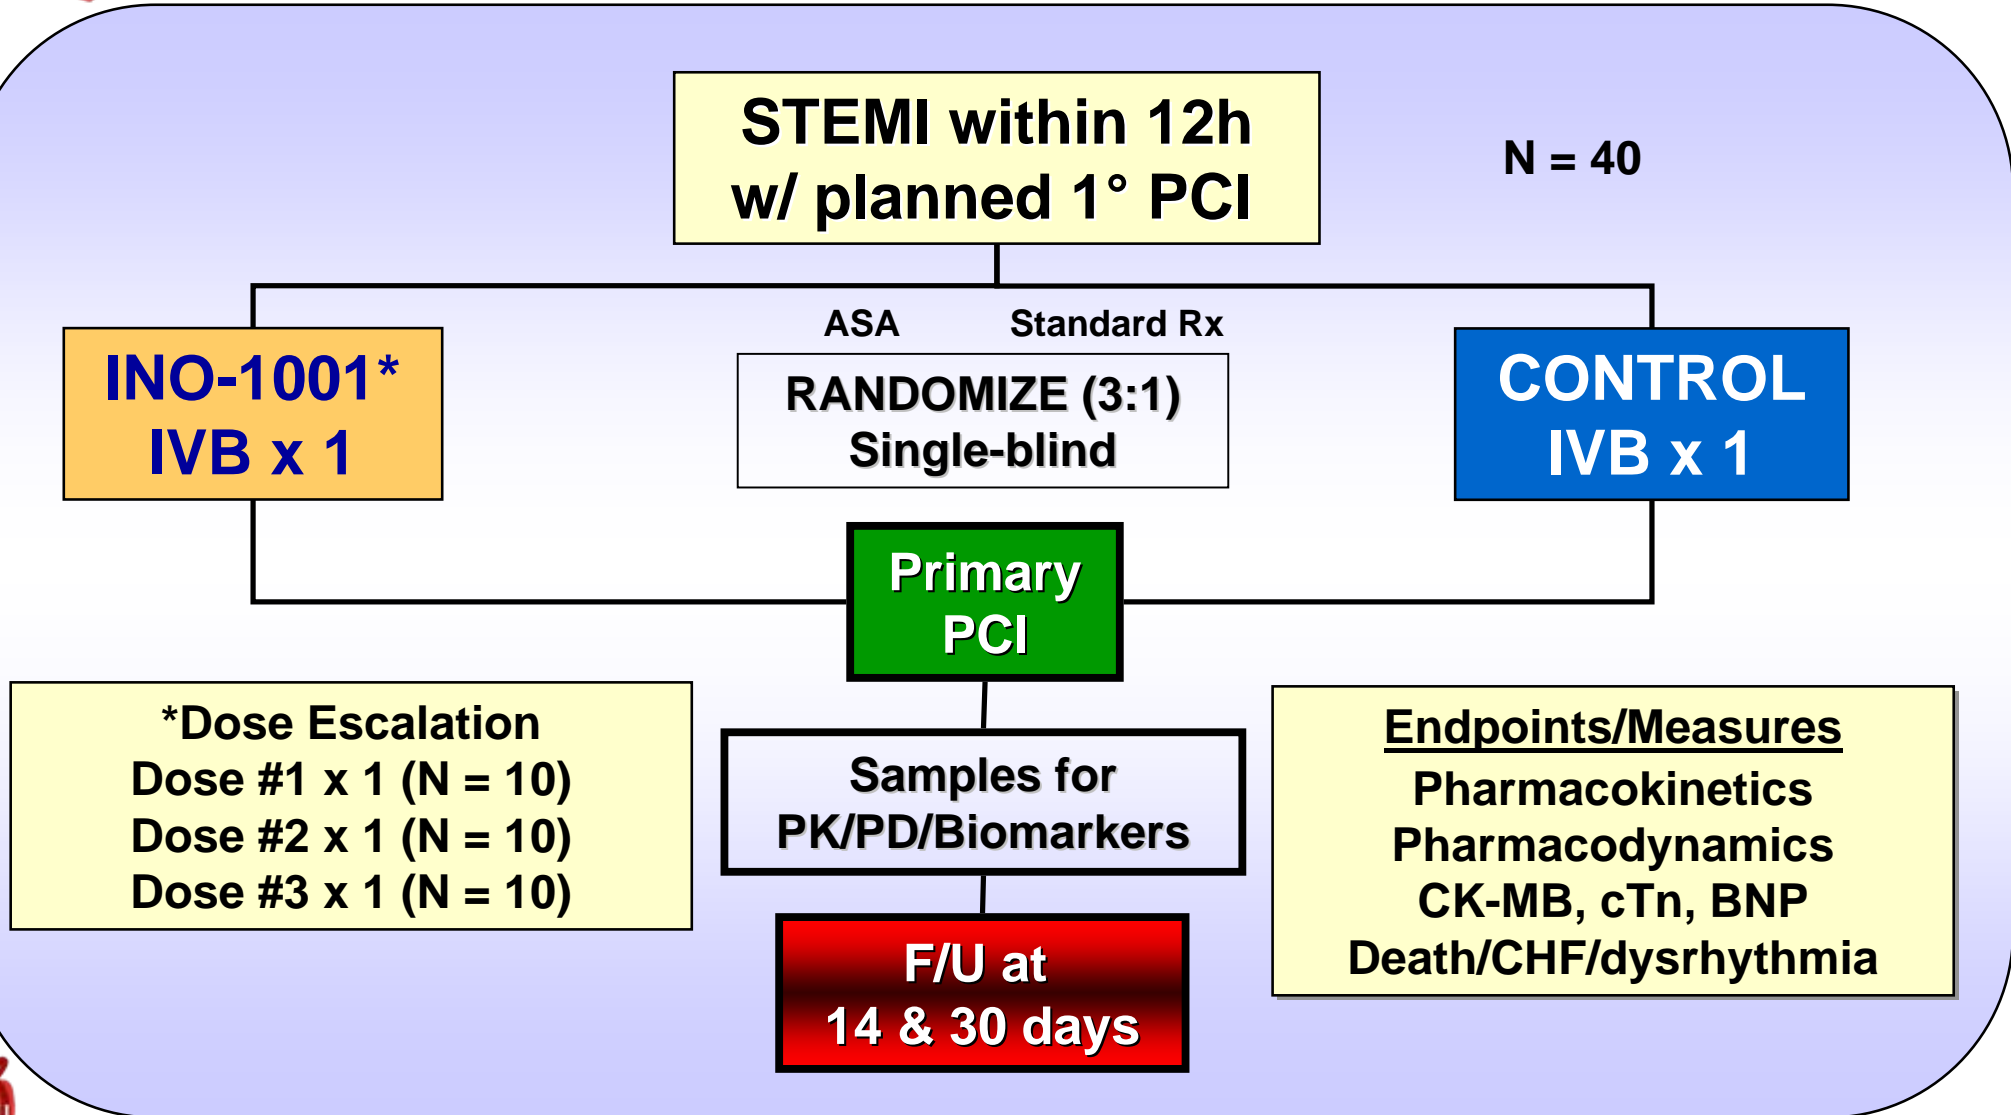 STEMI within 12h
w/ planned 1° PCI
N = 40
ASA
Standard Rx
INO-1001*
IVB x 1
RANDOMIZE (3:1)
Single-blind
CONTROL
IVB x 1
Primary
PCI
*Dose Escalation
Dose #1 x 1 (N = 10)
Dose #2 x 1 (N = 10)
Dose #3 x 1 (N = 10)
Samples for
PK/PD/Biomarkers
Endpoints/Measures
Pharmacokinetics
Pharmacodynamics
CK-MB, cTn, BNP
Death/CHF/dysrhythmia
F/U at
14 & 30 days